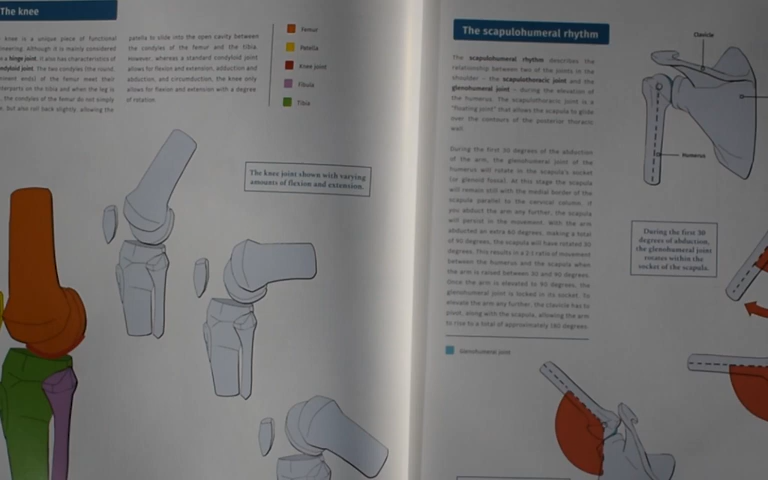 The knee
knee is a unique piece of functional
neering. Although it is mainly considered
a hinge joint, it also has characteristics of
ndyloid joint. The two condyles (the round,
inent ends) of the femur meet their
terparts on the tibia and when the leg is
, the condyles of the femur do not simply
e, but also roll back slightly, allowing the
patella to slide into the open cavity between
the condyles of the femur and the tibia.
However, whereas a standard condyloid joint
allows for flexion and extension, adduction and
abduction, and circumduction, the knee only
allows for flexion and extension with a degree
of rotation.
Femur
Patella
Knee joint
Fibula
Tibia
The knee joint shown with varying
amounts of flexion and extension.
The scapulohumeral rhythm
The scapulohumeral rhythm describes the
relationship between two of the joints in the
shoulder – the scapulothoracic joint and the
glenohumeral joint – during the elevation of
the humerus. The scapulothoracic joint is a
"floating joint" that allows the scapula to glide
over the contours of the posterior thoracic
wall.
During the first 30 degrees of the abduction
of the arm, the glenohumeral joint of the
humerus will rotate in the scapula's socket
(or glenoid fossa). At this stage the scapula
will remain still with the medial border of the
scapula parallel to the cervical column. If
you abduct the arm any further, the scapula
will persist in the movement. With the arm
abducted an extra 60 degrees, making a total
of 90 degrees, the scapula will have rotated 30
degrees. This results in a 2:1 ratio of movement
between the humerus and the scapula when
the arm is raised between 30 and 90 degrees.
Once the arm is elevated to 90 degrees, the
glenohumeral joint is locked in its socket. To
elevate the arm any further, the clavicle has to
pivot, along with the scapula, allowing the arm
to rise to a total of approximately 180 degrees.
Glenohumeral joint
Clavicle
Humerus
During the first 30
degrees of abduction,
the glenohumeral joint
rotates within the
socket of the scapula.